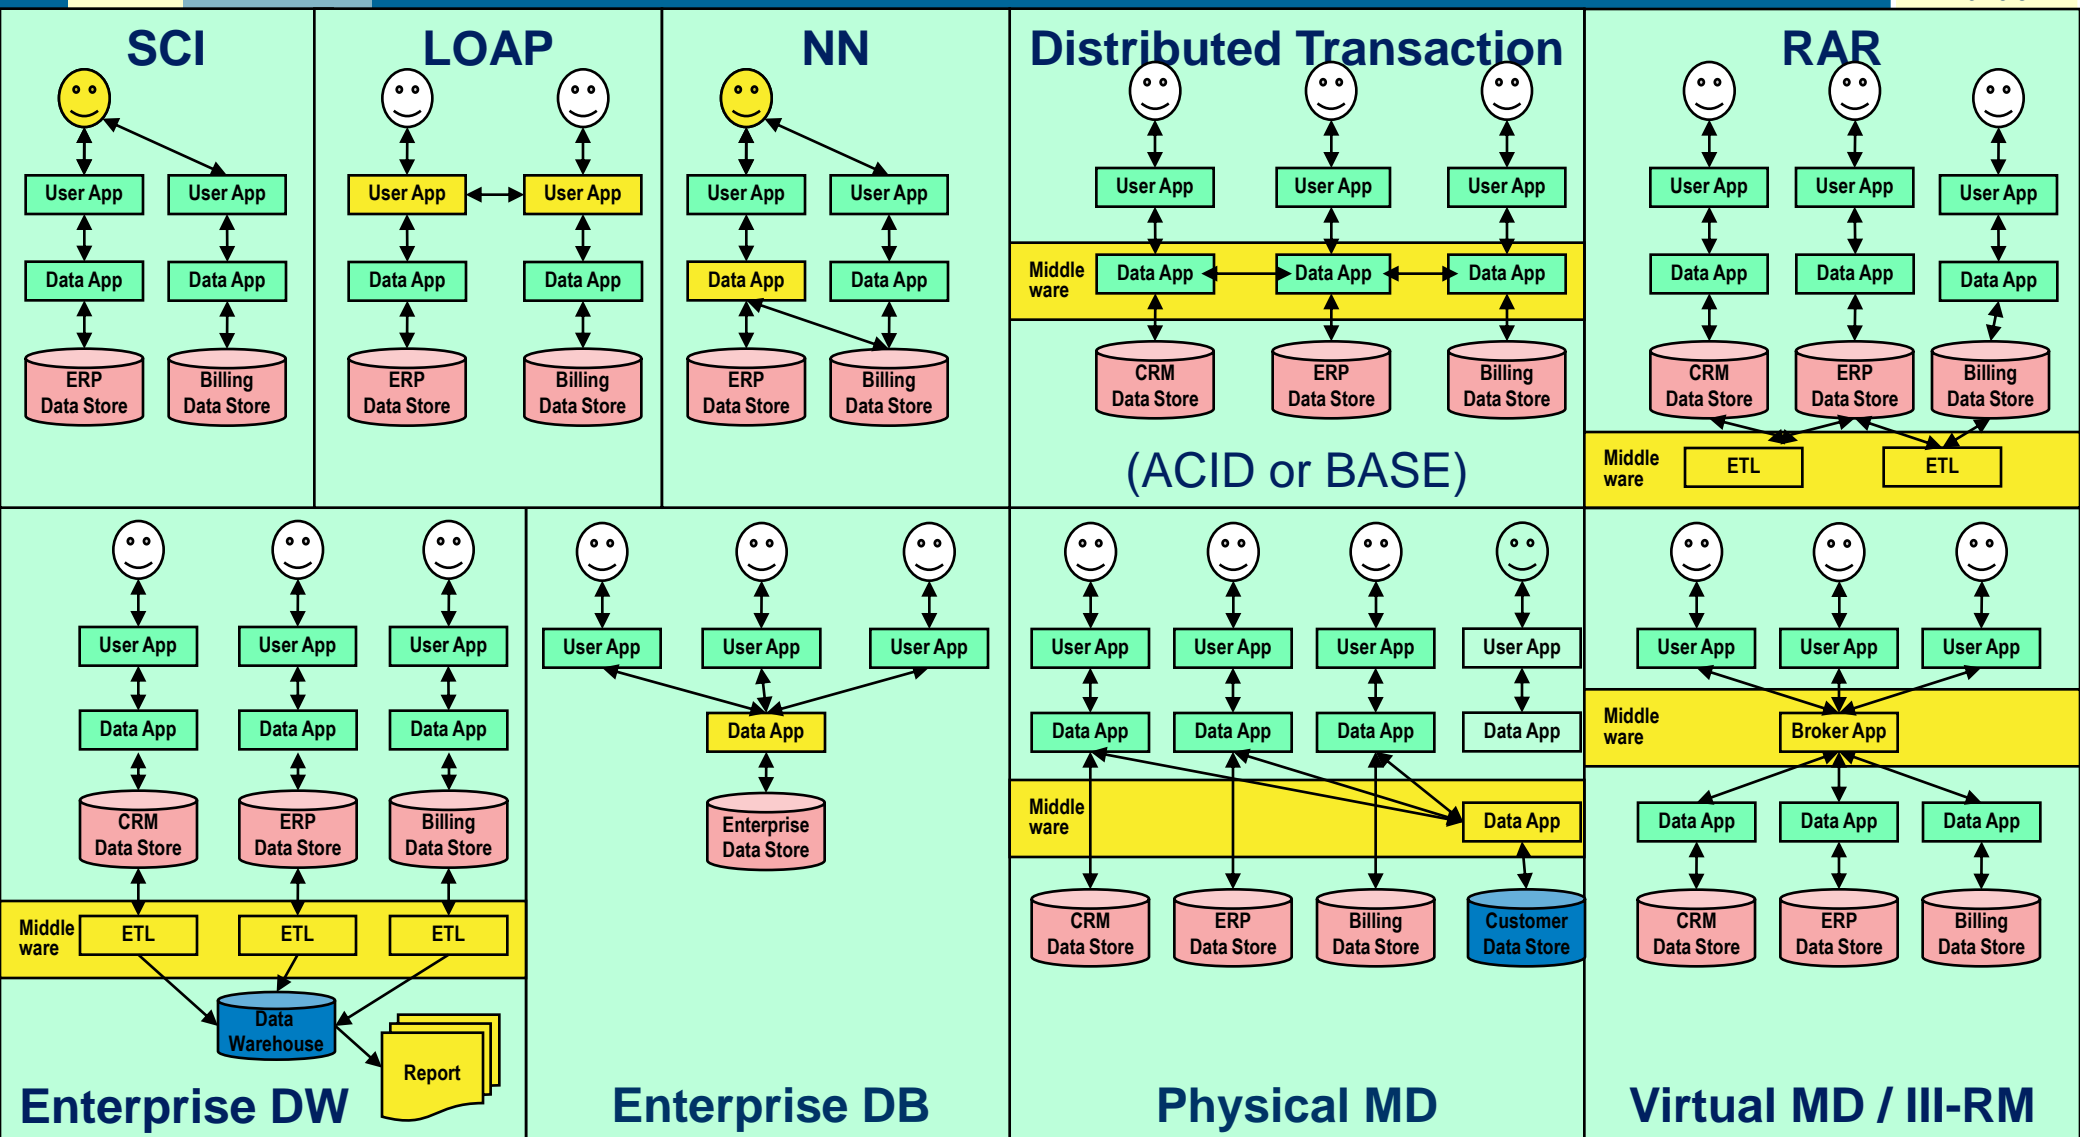 SCI
User App
User App
Data App
Data App
ERP
Data Store
Billing
Data Store
LOAP
User App
User App
Data App
Data App
ERP
Data Store
Billing
Data Store
NN
User App
User App
Data App
Data App
ERP
Data Store
Billing
Data Store
Distributed Transaction
User App
User App
User App
Middle
ware
Data App
Data App
Data App
CRM
Data Store
ERP
Data Store
Billing
Data Store
(ACID or BASE)
RAR
User App
User App
User App
Data App
Data App
Data App
CRM
Data Store
ERP
Data Store
Billing
Data Store
Middle
ware
ETL
ETL
User App
User App
User App
Data App
Data App
Data App
CRM
Data Store
ERP
Data Store
Billing
Data Store
Middle
ware
ETL
ETL
ETL
Data
Warehouse
Report
Enterprise DW
User App
User App
User App
Data App
Enterprise
Data Store
Enterprise DB
User App
User App
User App
User App
Data App
Data App
Data App
Data App
Middle
ware
Data App
CRM
Data Store
ERP
Data Store
Billing
Data Store
Customer
Data Store
Physical MD
User App
User App
User App
Middle
ware
Broker App
Data App
Data App
Data App
CRM
Data Store
ERP
Data Store
Billing
Data Store
Virtual MD / III-RM